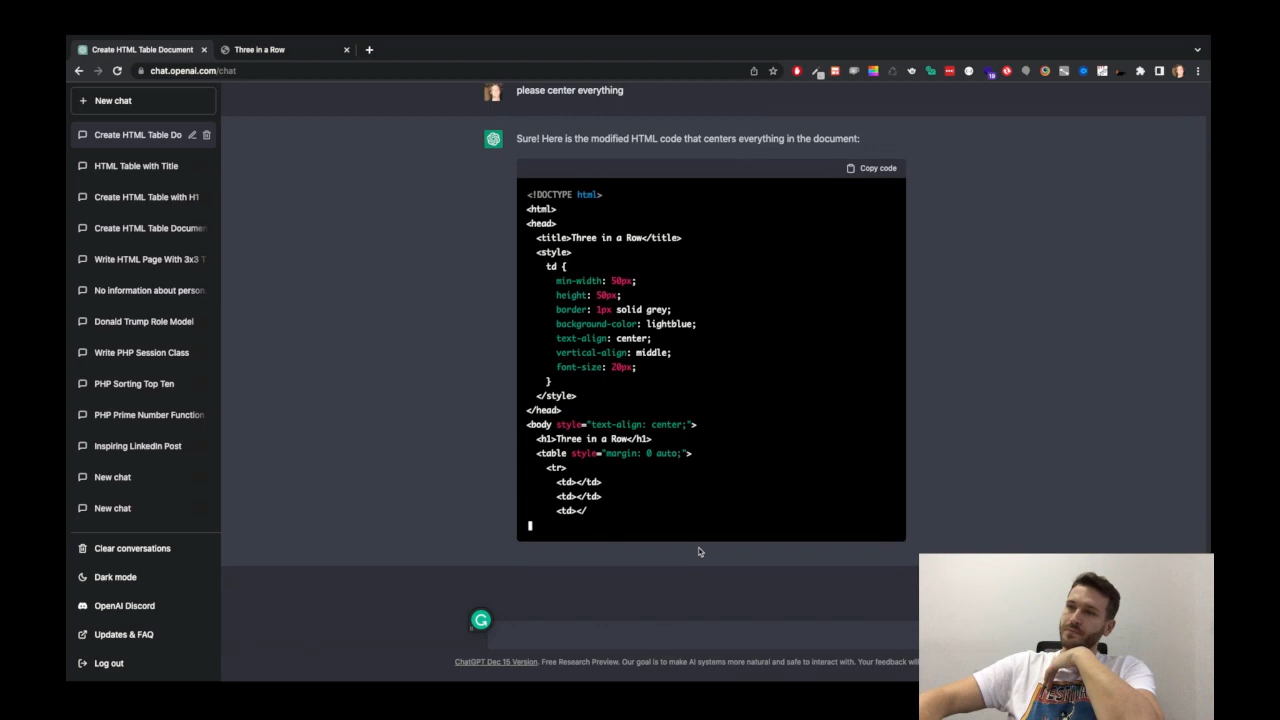 Create HTML Table Document
Three in a Row
chat.openai.com/chat
New chat
Create HTML Table Do
HTML Table with Title
Create HTML Table with H1
Create HTML Table Documen
Write HTML Page With 3x3 T
No information about person.
Donald Trump Role Model
Write PHP Session Class
PHP Sorting Top Ten
PHP Prime Number Function
Inspiring LinkedIn Post
New chat
New chat
Clear conversations
Dark mode
OpenAI Discord
Updates & FAQ
Log out
please center everything
Sure! Here is the modified HTML code that centers everything in the document:
Copy code
<!DOCTYPE html>
<html>
<head>
<title>Three in a Row</title>
<style>
td {
min-width: 50px;
height: 50px;
border: 1px solid grey;
background-color: lightblue;
text-align: center;
vertical-align: middle;
font-size: 20px;
}
</style>
</head>
<body style="text-align: center;">
<h1>Three in a Row</h1>
<table style="margin: 0 auto;">
<tr>
<td></td>
<td></td>
<td></
ChatGPT Dec 15 Version. Free Research Preview. Our goal is to make AI systems more natural and safe to interact with. Your feedback wil